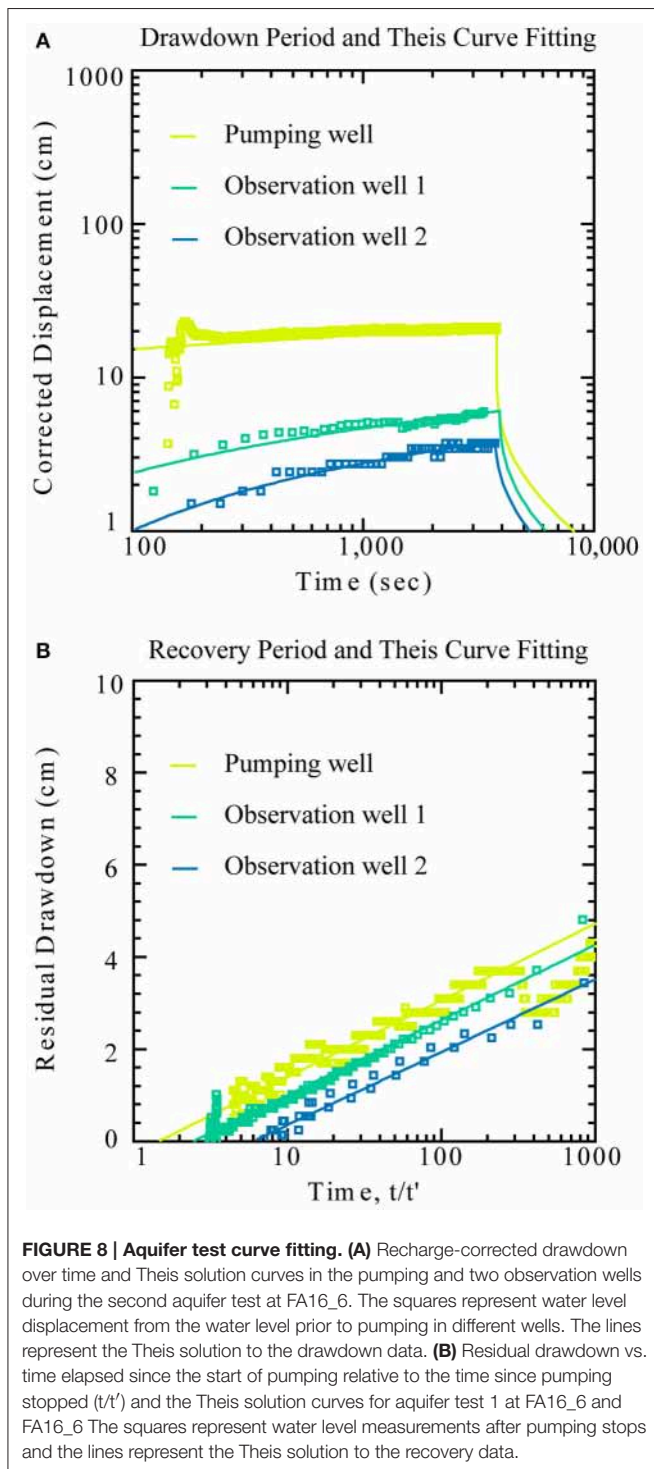 A
Drawdown Period and Theis Curve Fitting
1000
100
10
1
Corrected Displacement (cm)
Pumping well
Observation well 1
Observation well 2
100
1,000
10,000
Time (sec)
B
Recovery Period and Theis Curve Fitting
10
8
6
4
2
0
Residual Drawdown (cm)
Pumping well
Observation well 1
Observation well 2
1
10
100
1000
Time, t/t'
FIGURE 8 | Aquifer test curve fitting. (A) Recharge-corrected drawdown
over time and Theis solution curves in the pumping and two observation wells
during the second aquifer test at FA16_6. The squares represent water level
displacement from the water level prior to pumping in different wells. The lines
represent the Theis solution to the drawdown data. (B) Residual drawdown vs.
time elapsed since the start of pumping relative to the time since pumping
stopped (t/t′) and the Theis solution curves for aquifer test 1 at FA16_6 and
FA16_6 The squares represent water level measurements after pumping stops
and the lines represent the Theis solution to the recovery data.